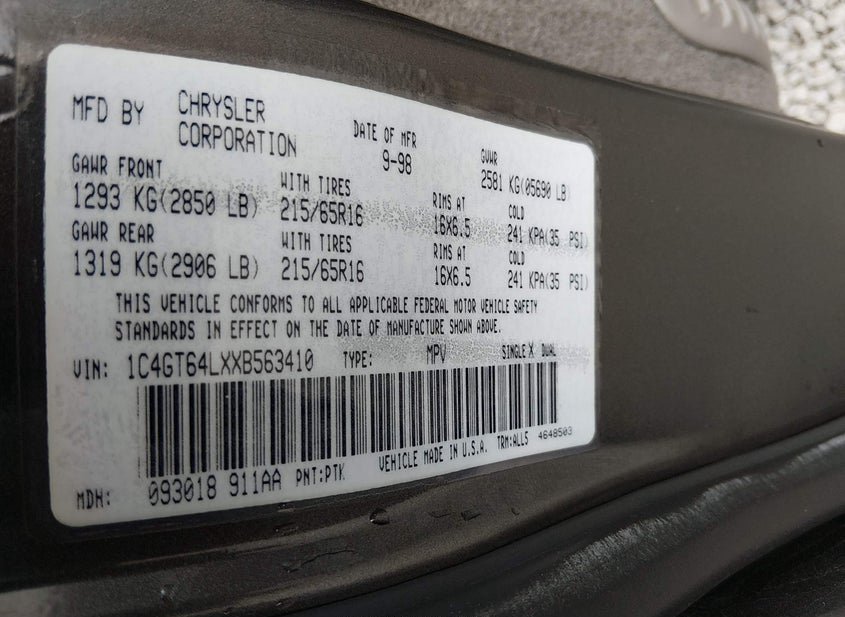 MFD BY CHRYSLER CORPORATION DATE OF MFR 9-98 GVWR 2581 KG(05690 LB)
GAWR FRONT WITH TIRES RIMS AT COLD
1293 KG(2850 LB) 215/65R16 16X6.5 241 KPA(35 PSI)
GAWR REAR WITH TIRES RIMS AT COLD
1319 KG(2906 LB) 215/65R16 16X6.5 241 KPA(35 PSI)
THIS VEHICLE CONFORMS TO ALL APPLICABLE FEDERAL MOTOR VEHICLE SAFETY
STANDARDS IN EFFECT ON THE DATE OF MANUFACTURE SHOWN ABOVE.
VIN: 1C4GT64LXXB563410 TYPE: MPV SINGLE X DUAL
MDH: 093018 911AA PNT:PTK VEHICLE MADE IN U.S.A. TRM:ALL5 4648503